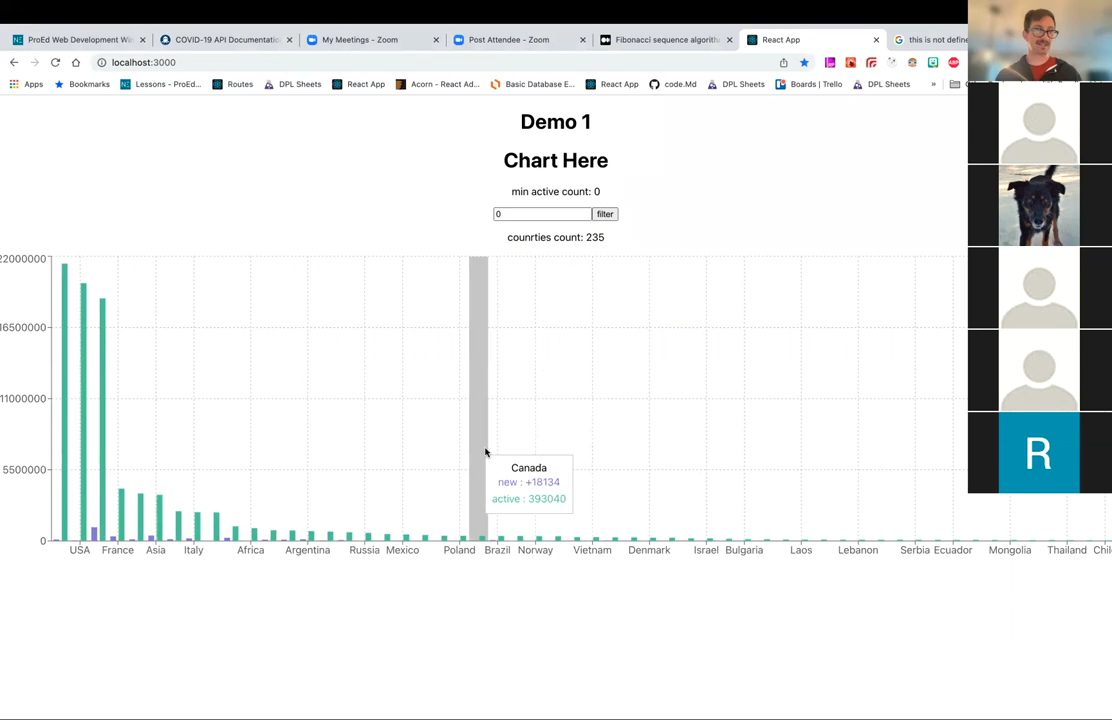 ProEd Web Development Wi
COVID-19 API Documentatio
My Meetings - Zoom
Post Attendee - Zoom
Fibonacci sequence algorith
React App
this is not define
localhost:3000
Apps
Bookmarks
Lessons - ProEd...
Routes
DPL Sheets
React App
Acorn - React Ad...
Basic Database E...
React App
code.Md
DPL Sheets
Boards | Trello
DPL Sheets
»
Demo 1
Chart Here
min active count: 0
0
filter
counrties count: 235
22000000
16500000
11000000
5500000
0
Canada
new : +18134
active : 393040
USA France Asia Italy Africa Argentina Russia Mexico Poland Brazil Norway Vietnam Denmark Israel Bulgaria Laos Lebanon Serbia Ecuador Mongolia Thailand
R